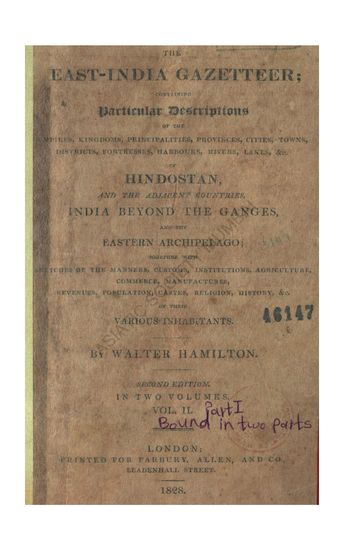 THE
EAST-INDIA GAZETTEER;
CONTAINING
Particular Descriptions
OF THE
EMPIRES, KINGDOMS, PRINCIPALITIES, PROVINCES, CITIES, TOWNS,
DISTRICTS, FORTRESSES, HARBOURS, RIVERS, LAKES, &c.
OF
HINDOSTAN,
AND THE ADJACENT COUNTRIES,
INDIA BEYOND THE GANGES,
AND THE
EASTERN ARCHIPELAGO;
TOGETHER WITH
SKETCHES OF THE MANNERS, CUSTOMS, INSTITUTIONS, AGRICULTURE,
COMMERCE, MANUFACTURES,
REVENUES, POPULATION, CASTES, RELIGION, HISTORY, &c.
OF THEIR
VARIOUS INHABITANTS.
46147
BY WALTER HAMILTON.
SECOND EDITION.
IN TWO VOLUMES.
VOL. II. Part I
Bound in two parts
LONDON:
PRINTED FOR PARBURY, ALLEN, AND CO.
LEADENHALL STREET.
1828.